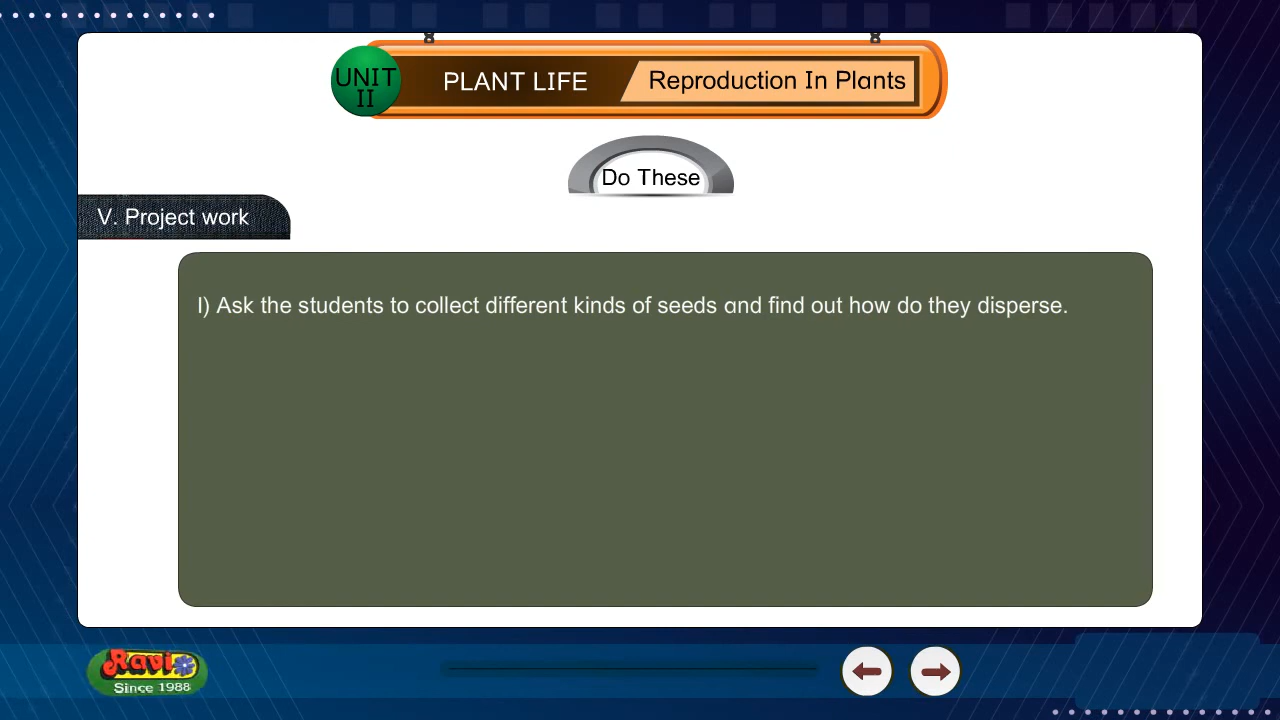 UNIT
II
PLANT LIFE
Reproduction In Plants
Do These
V. Project work
I) Ask the students to collect different kinds of seeds and find out how do they disperse.
Ravi
Since 1988